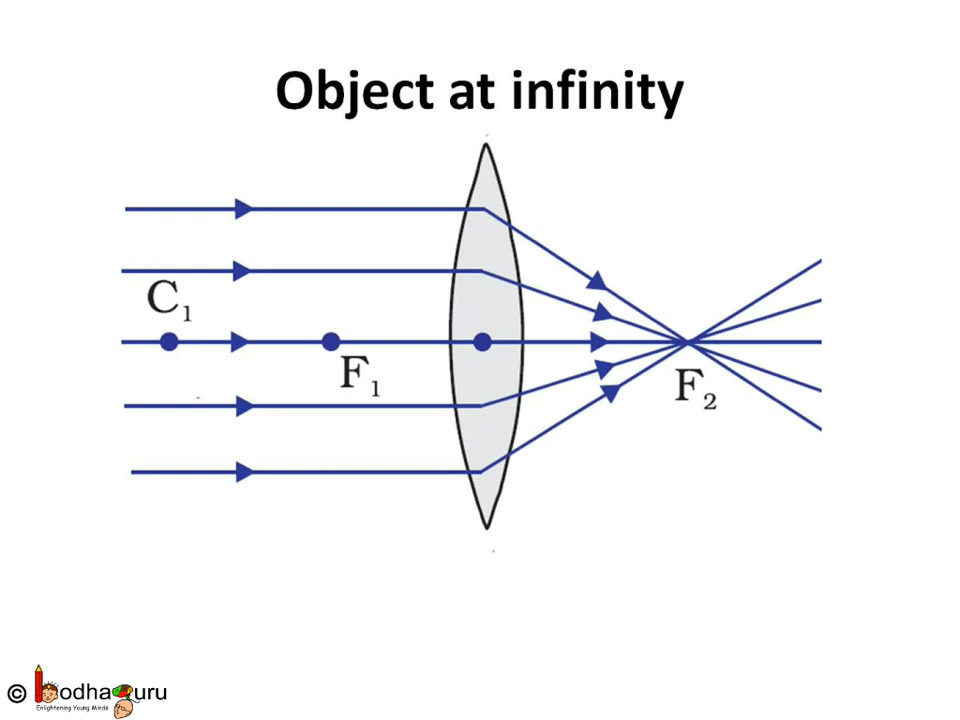 Object at infinity
C₁
F₁
F₂
© BodhaGuru
Enlightening Young Minds